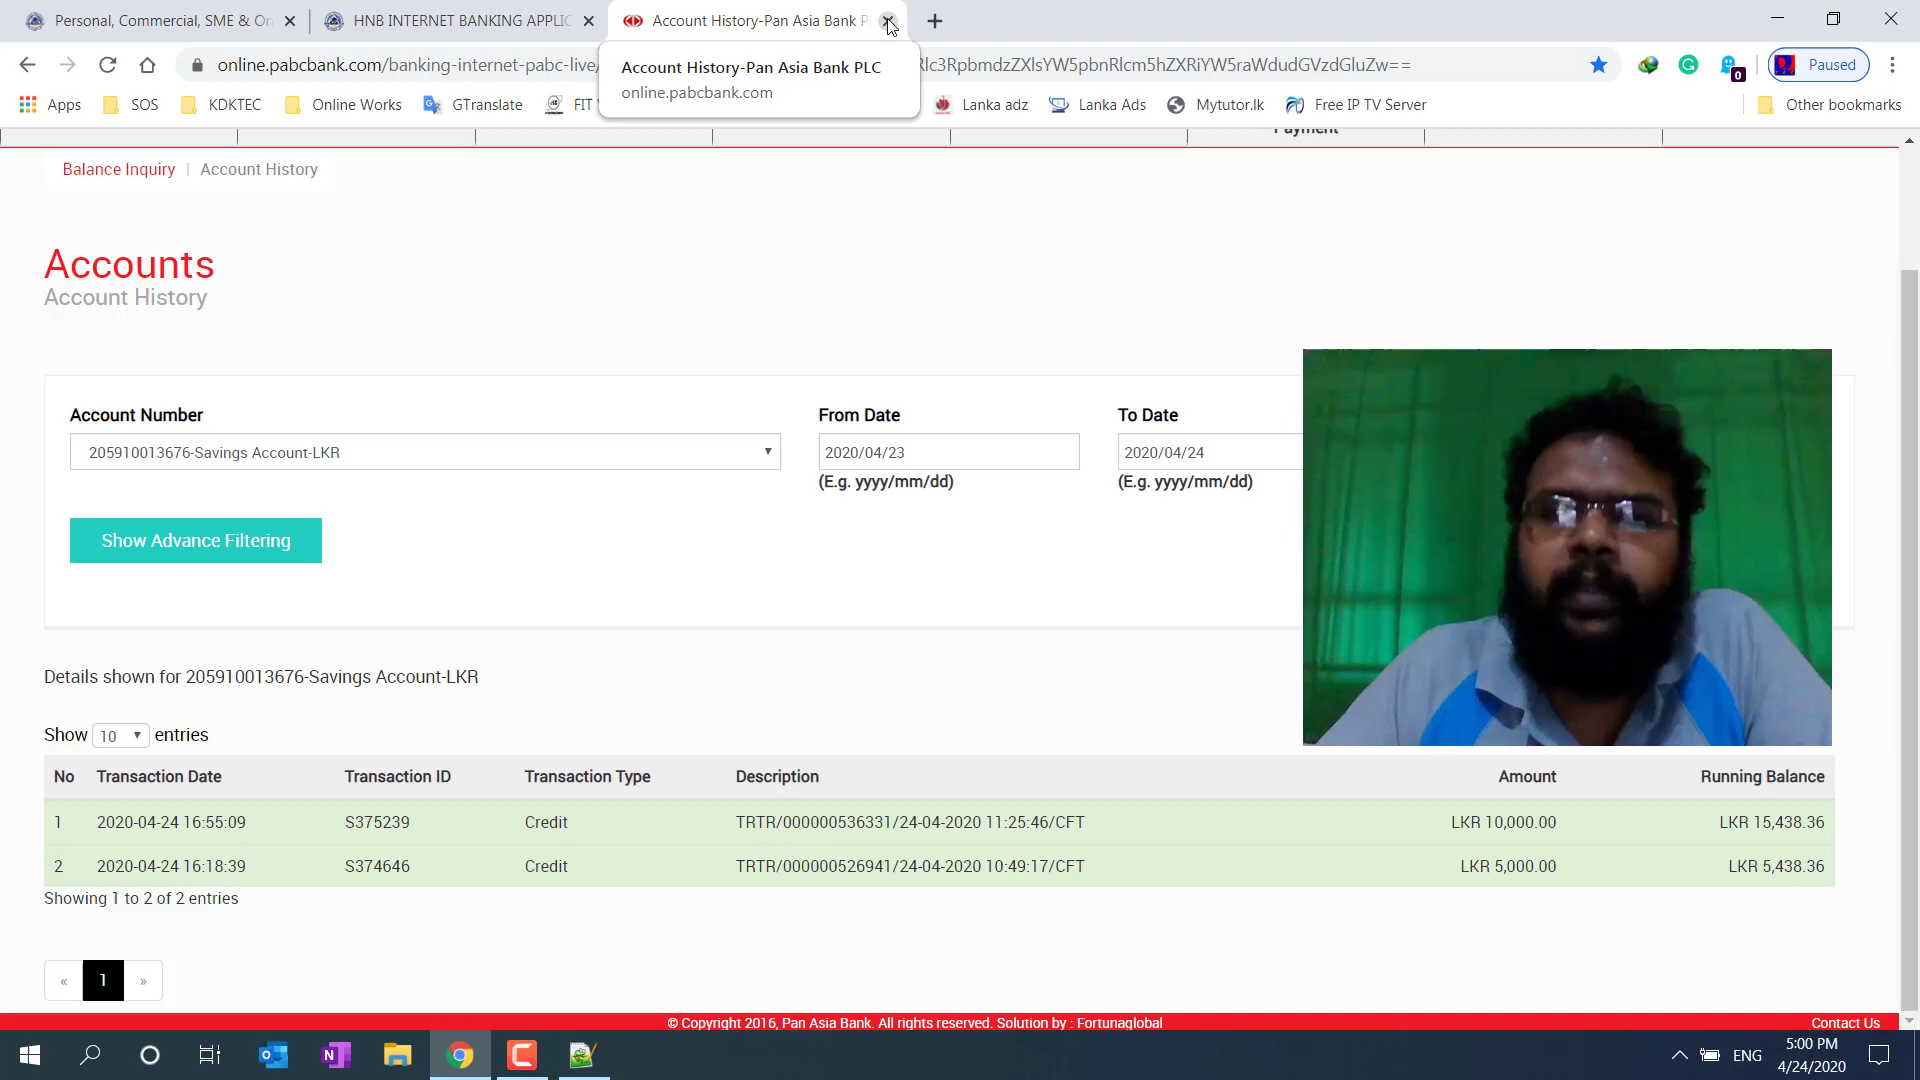 Personal, Commercial, SME & On
HNB INTERNET BANKING APPLIC
Account History-Pan Asia Bank P
online.pabcbank.com/banking-internet-pabc-live/
Rlc3RpbmdzZXlsYW5pbnRlcm5hZXRiYW5raWdudGVzdGluZw==
0
Paused
Account History-Pan Asia Bank PLC
online.pabcbank.com
Apps
SOS
KDKTEC
Online Works
GTranslate
FIT
Lanka adz
Lanka Ads
Mytutor.lk
Free IP TV Server
Other bookmarks
Payment
Balance Inquiry | Account History
Accounts
Account History
Account Number
From Date
To Date
205910013676-Savings Account-LKR
2020/04/23
2020/04/24
(E.g. yyyy/mm/dd)
(E.g. yyyy/mm/dd)
Show Advance Filtering
Details shown for 205910013676-Savings Account-LKR
Show 10 entries
No Transaction Date Transaction ID Transaction Type Description Amount Running Balance
1 2020-04-24 16:55:09 S375239 Credit TRTR/000000536331/24-04-2020 11:25:46/CFT LKR 10,000.00 LKR 15,438.36
2 2020-04-24 16:18:39 S374646 Credit TRTR/000000526941/24-04-2020 10:49:17/CFT LKR 5,000.00 LKR 5,438.36
Showing 1 to 2 of 2 entries
« 1 »
© Copyright 2016, Pan Asia Bank. All rights reserved. Solution by : Fortunaglobal
Contact Us
ENG
5:00 PM
4/24/2020